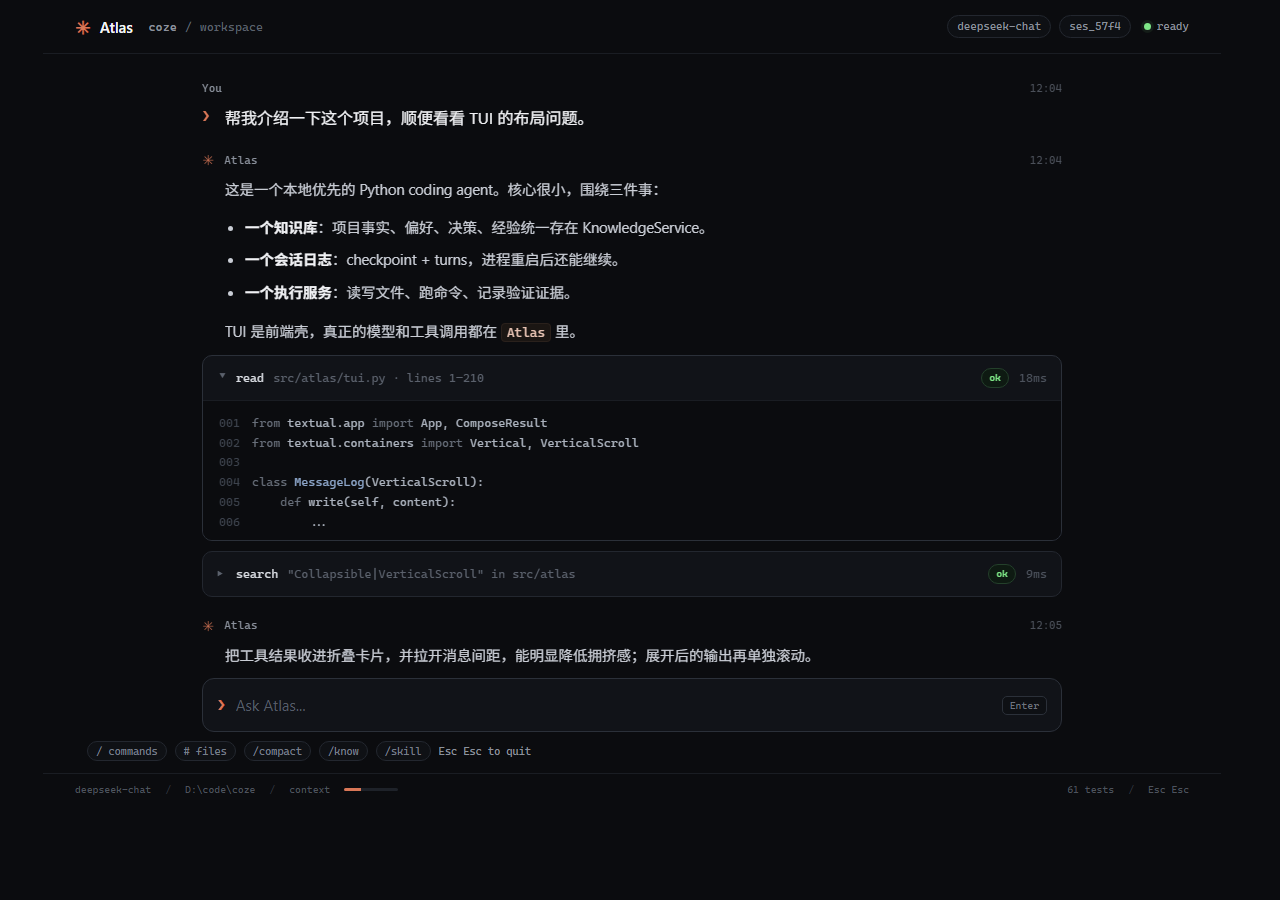 Atlas coze / workspace deepseek-chat ses_57f4 ready
You 12:04
❯ 帮我介绍一下这个项目，顺便看看 TUI 的布局问题。
✳ Atlas 12:04
这是一个本地优先的 Python coding agent。核心很小，围绕三件事：
• 一个知识库：项目事实、偏好、决策、经验统一存在 KnowledgeService。
• 一个会话日志：checkpoint + turns，进程重启后还能继续。
• 一个执行服务：读写文件、跑命令、记录验证证据。
TUI 是前端壳，真正的模型和工具调用都在 Atlas 里。
▾ read src/atlas/tui.py · lines 1–210 ok 18ms
001 from textual.app import App, ComposeResult
002 from textual.containers import Vertical, VerticalScroll
003
004 class MessageLog(VerticalScroll):
005     def write(self, content):
006         ...
▸ search "Collapsible|VerticalScroll" in src/atlas ok 9ms
✳ Atlas 12:05
把工具结果收进折叠卡片，并拉开消息间距，能明显降低拥挤感；展开后的输出再单独滚动。
❯ Ask Atlas... Enter
/ commands # files /compact /know /skill Esc Esc to quit
deepseek-chat / D:\code\coze / context 61 tests / Esc Esc